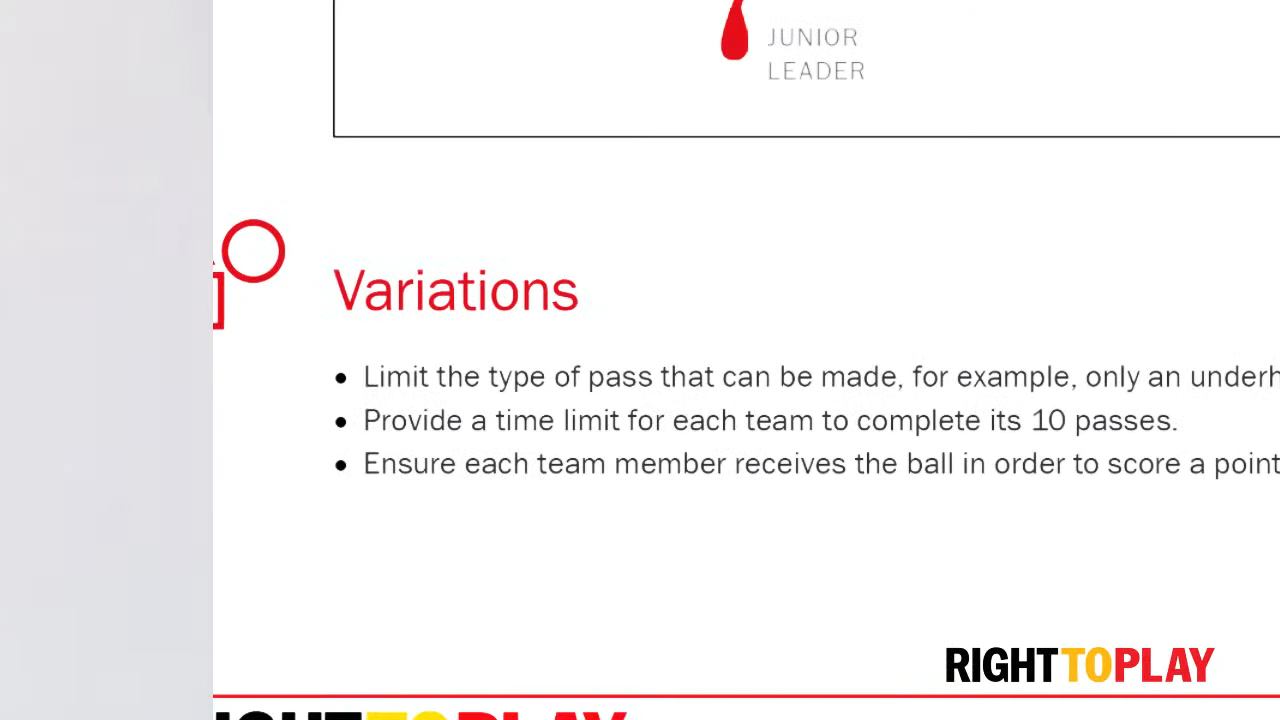 JUNIOR
LEADER
Variations
• Limit the type of pass that can be made, for example, only an
• Provide a time limit for each team to complete its 10 passes.
• Ensure each team member receives the ball in order to score a point
RIGHTTOPLAY